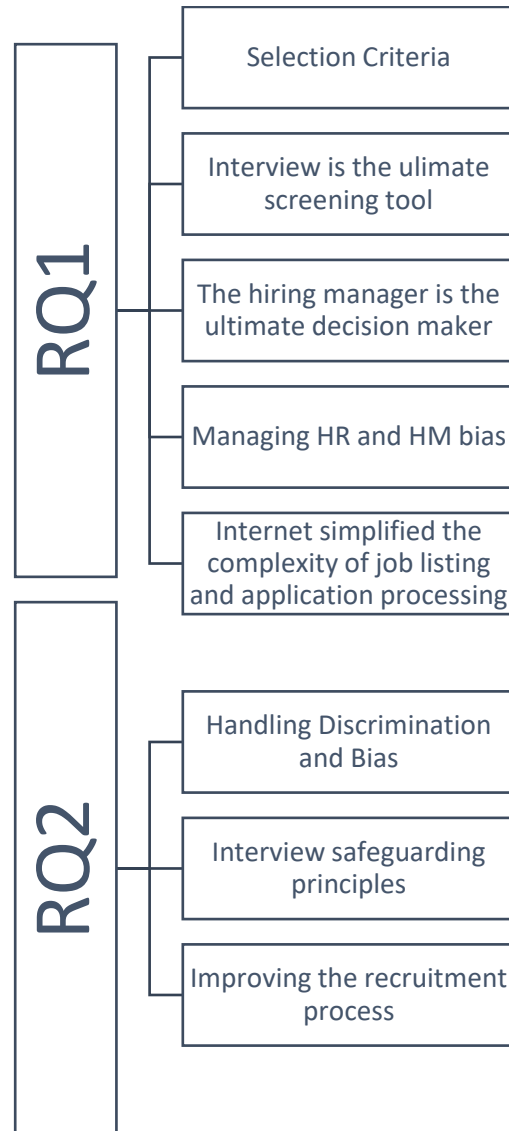 RQ1
Selection Criteria
Interview is the ulimate
screening tool
The hiring manager is the
ultimate decision maker
Managing HR and HM bias
Internet simplified the
complexity of job listing
and application processing
RQ2
Handling Discrimination
and Bias
Interview safeguarding
principles
Improving the recruitment
process